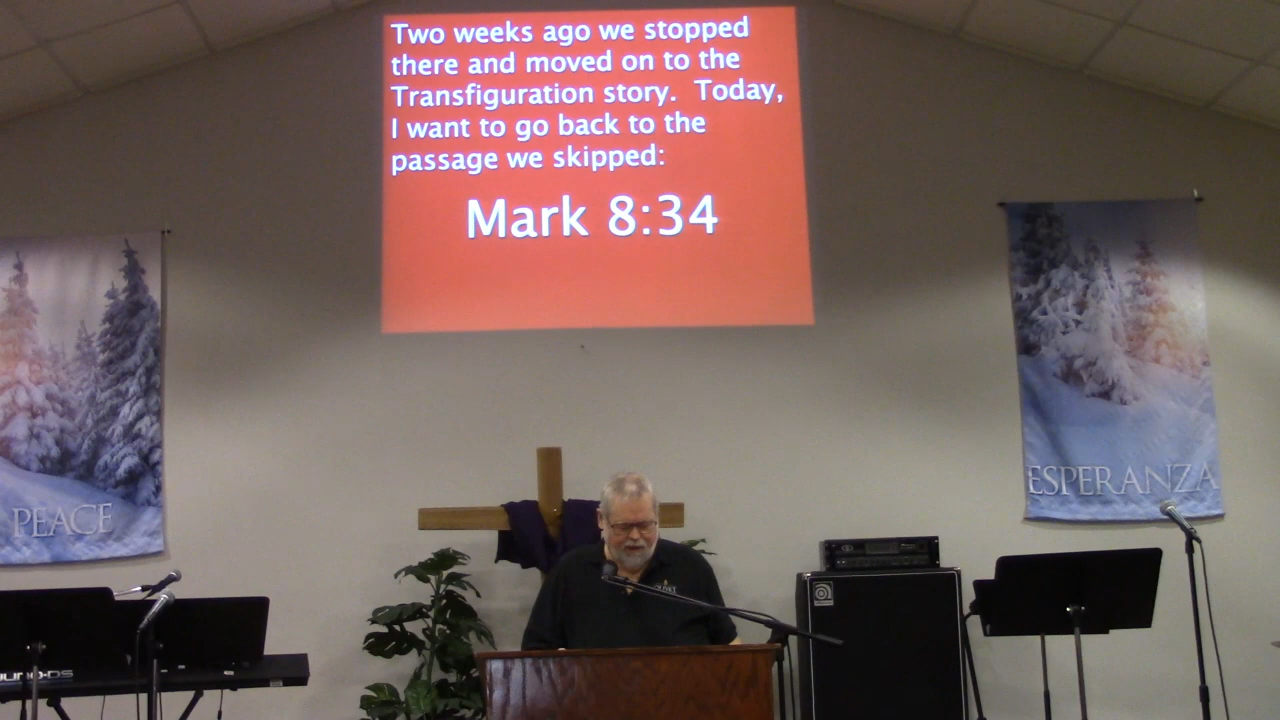 Two weeks ago we stopped
there and moved on to the
Transfiguration story. Today,
I want to go back to the
passage we skipped:
Mark 8:34
PEACE
ESPERANZA